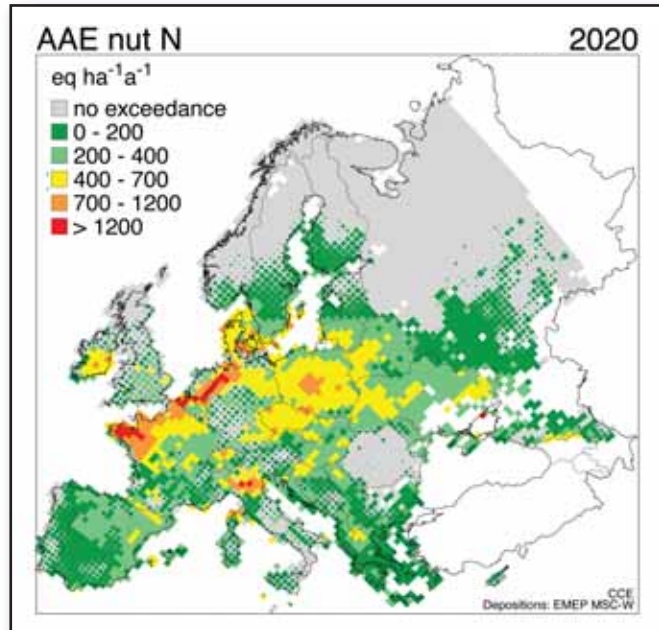 AAE nut N 2020
eq ha⁻¹a⁻¹
no exceedance
0 - 200
200 - 400
400 - 700
700 - 1200
> 1200
CCE
Depositions: EMEP MSC-W